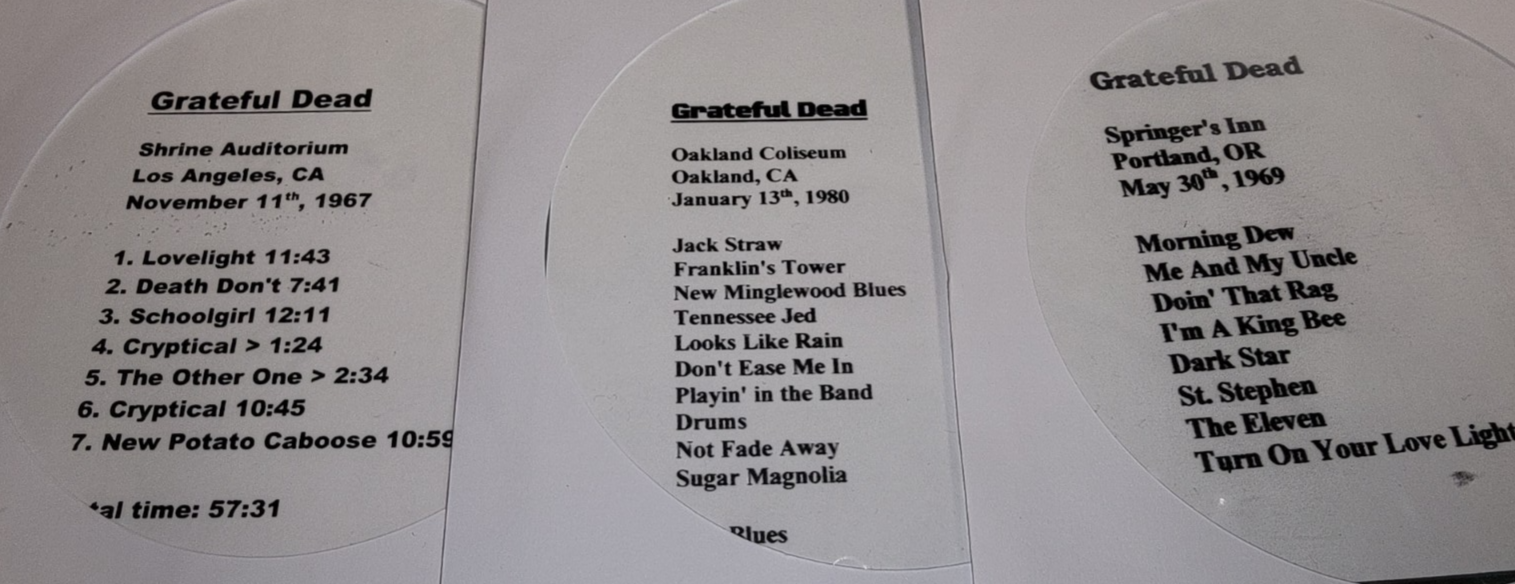 Grateful Dead
Shrine Auditorium
Los Angeles, CA
November 11th, 1967
1. Lovelight 11:43
2. Death Don't 7:41
3. Schoolgirl 12:11
4. Cryptical > 1:24
5. The Other One > 2:34
6. Cryptical 10:45
7. New Potato Caboose 10:59
tal time: 57:31
Grateful Dead
Oakland Coliseum
Oakland, CA
January 13th, 1980
Jack Straw
Franklin's Tower
New Minglewood Blues
Tennessee Jed
Looks Like Rain
Don't Ease Me In
Playin' in the Band
Drums
Not Fade Away
Sugar Magnolia
Blues
Grateful Dead
Springer's Inn
Portland, OR
May 30th, 1969
Morning Dew
Me And My Uncle
Doin' That Rag
I'm A King Bee
Dark Star
St. Stephen
The Eleven
Turn On Your Love Light